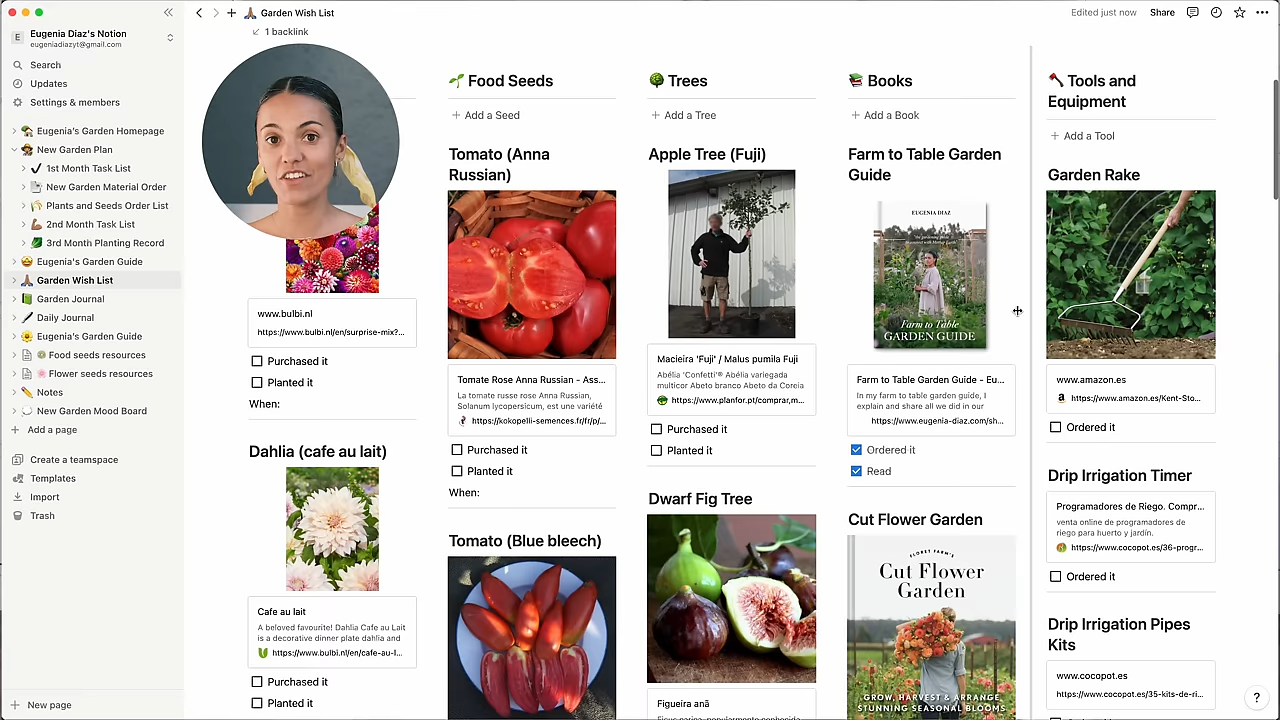 E
Eugenia Diaz's Notion
eugeniadiazyt@gmail.com
Search
Updates
Settings & members
Eugenia's Garden Homepage
New Garden Plan
1st Month Task List
New Garden Material Order
Plants and Seeds Order List
2nd Month Task List
3rd Month Planting Record
Eugenia's Garden Guide
Garden Wish List
Garden Journal
Daily Journal
Eugenia's Garden Guide
Food seeds resources
Flower seeds resources
Notes
New Garden Mood Board
Add a page
Create a teamspace
Templates
Import
Trash
New page
Garden Wish List
Edited just now
Share
1 backlink
www.bulbi.nl
https://www.bulbi.nl/en/surprise-mix?...
Purchased it
Planted it
When:
Dahlia (cafe au lait)
Cafe au lait
A beloved favourite! Dahlia Cafe au Lait
is a decorative dinner plate dahlia and
https://www.bulbi.nl/en/cafe-au-l...
Purchased it
Planted it
Food Seeds
Add a Seed
Tomato (Anna
Russian)
Tomate Rose Anna Russian - Ass...
La tomate russe rose Anna Russian,
Solanum lycopersicum, est une variété
https://kokopelli-semences.fr/fr/p/...
Purchased it
Planted it
When:
Tomato (Blue bleech)
Trees
Add a Tree
Apple Tree (Fuji)
Macieira 'Fuji' / Malus pumila Fuji
Abélia 'Confetti'® Abélia variegada
multicor Abeto branco Abeto da Coreia
https://www.planfor.pt/comprar,m...
Purchased it
Planted it
Dwarf Fig Tree
Figueira anã
Books
Add a Book
Farm to Table Garden
Guide
EUGENIA DIAZ
Farm to Table
GARDEN GUIDE
Farm to Table Garden Guide - Eu...
In my farm to table garden guide, I
explain and share all we did in our
https://www.eugenia-diaz.com/sh...
Ordered it
Read
Cut Flower Garden
FLORET FARM'S
Cut Flower
Garden
GROW, HARVEST & ARRANGE
STUNNING SEASONAL BLOOMS
Tools and
Equipment
Add a Tool
Garden Rake
www.amazon.es
https://www.amazon.es/Kent-Sto...
Ordered it
Drip Irrigation Timer
Programadores de Riego. Compr...
venta online de programadores de
riego para huerto y jardín.
https://www.cocopot.es/36-progr...
Ordered it
Drip Irrigation Pipes
Kits
www.cocopot.es
https://www.cocopot.es/35-kits-de-ri...
?